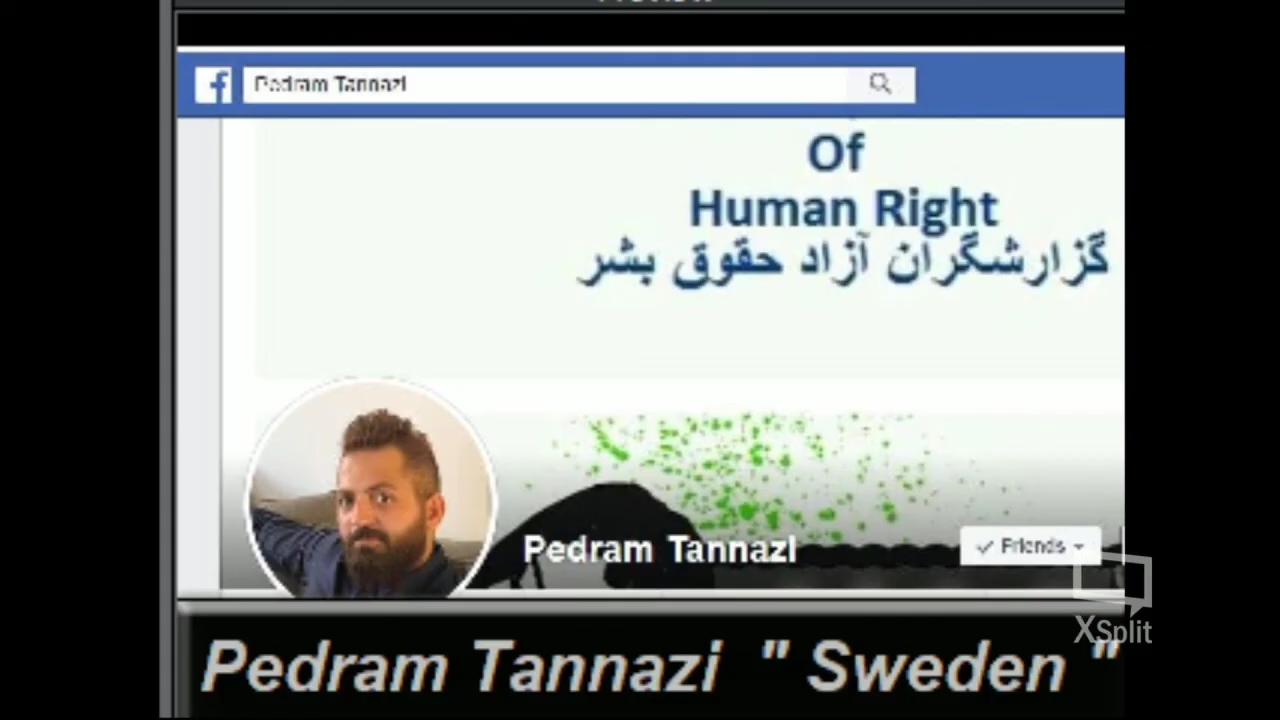 Pedram Tannazi
Of
Human Right
گزارشگران آزاد حقوق بشر
Pedram Tannazi
Friends
XSplit
Pedram Tannazi " Sweden "